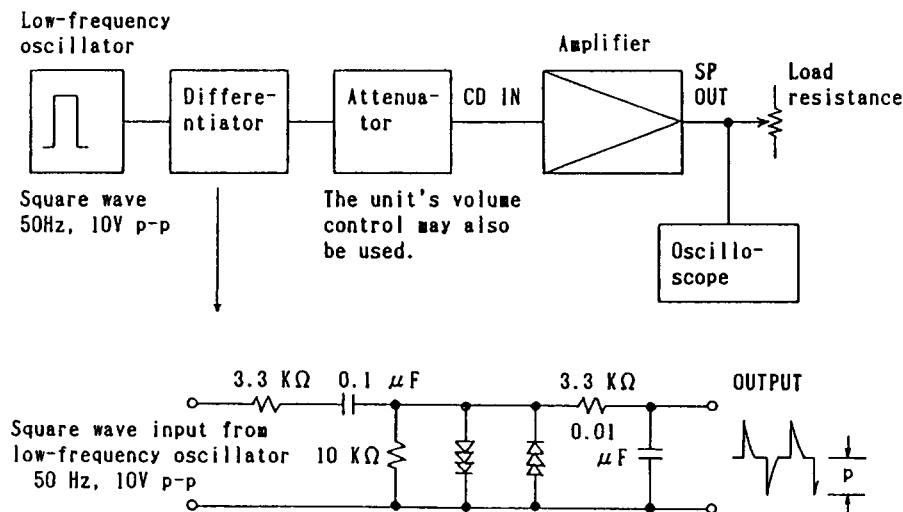 Low-frequency
oscillator
Differe-
ntiator
Attenua-
tor
CD IN
Amplifier
SP
OUT
Load
resistance
Square wave
50Hz, 10V p-p
The unit's volume
control may also
be used.
Oscillo-
scope
3.3 KΩ
0.1 μF
3.3 KΩ
OUTPUT
Square wave input from
low-frequency oscillator
50 Hz, 10V p-p
10 KΩ
0.01
μF
P